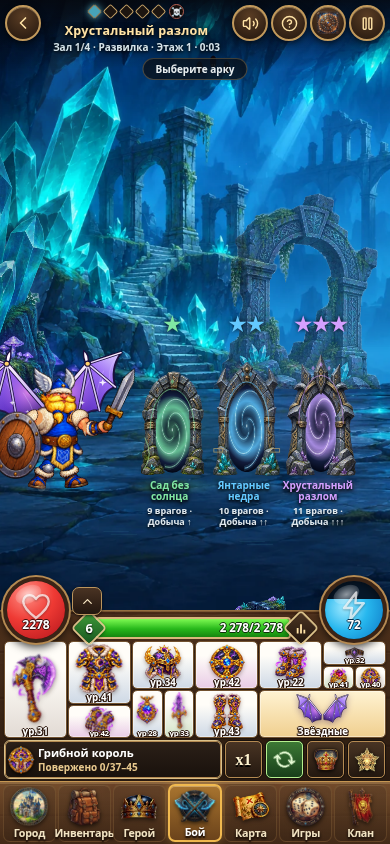 Хрустальный разлом
Зал 1/4 · Развилка · Этаж 1 · 0:03
Выберите арку
Сад без
солнца
9 врагов ·
Добыча ↑
Янтарные
недра
10 врагов ·
Добыча ↑↑
Хрустальный
разлом
11 врагов ·
Добыча ↑↑↑
2278
6
2 278/2 278
72
ур.31
ур.41
ур.42
ур.34
ур.28
ур.33
ур.42
ур.43
ур.22
ур.32
ур.41
ур.40
Звёздные
Грибной король
Повержено 0/37–45
x1
Город
Инвентарь
Герой
Бой
Карта
Игры
Клан